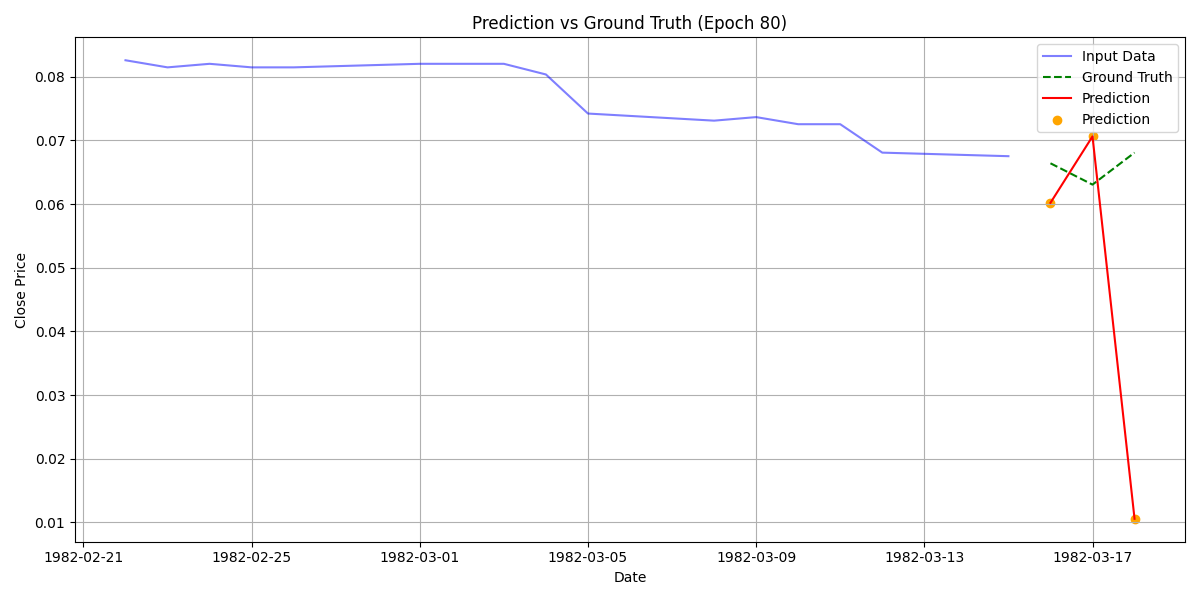 Prediction vs Ground Truth (Epoch 80)
Input Data
Ground Truth
Prediction
Prediction
Close Price
0.08
0.07
0.06
0.05
0.04
0.03
0.02
0.01
1982-02-21 1982-02-25 1982-03-01 1982-03-05 1982-03-09 1982-03-13 1982-03-17
Date